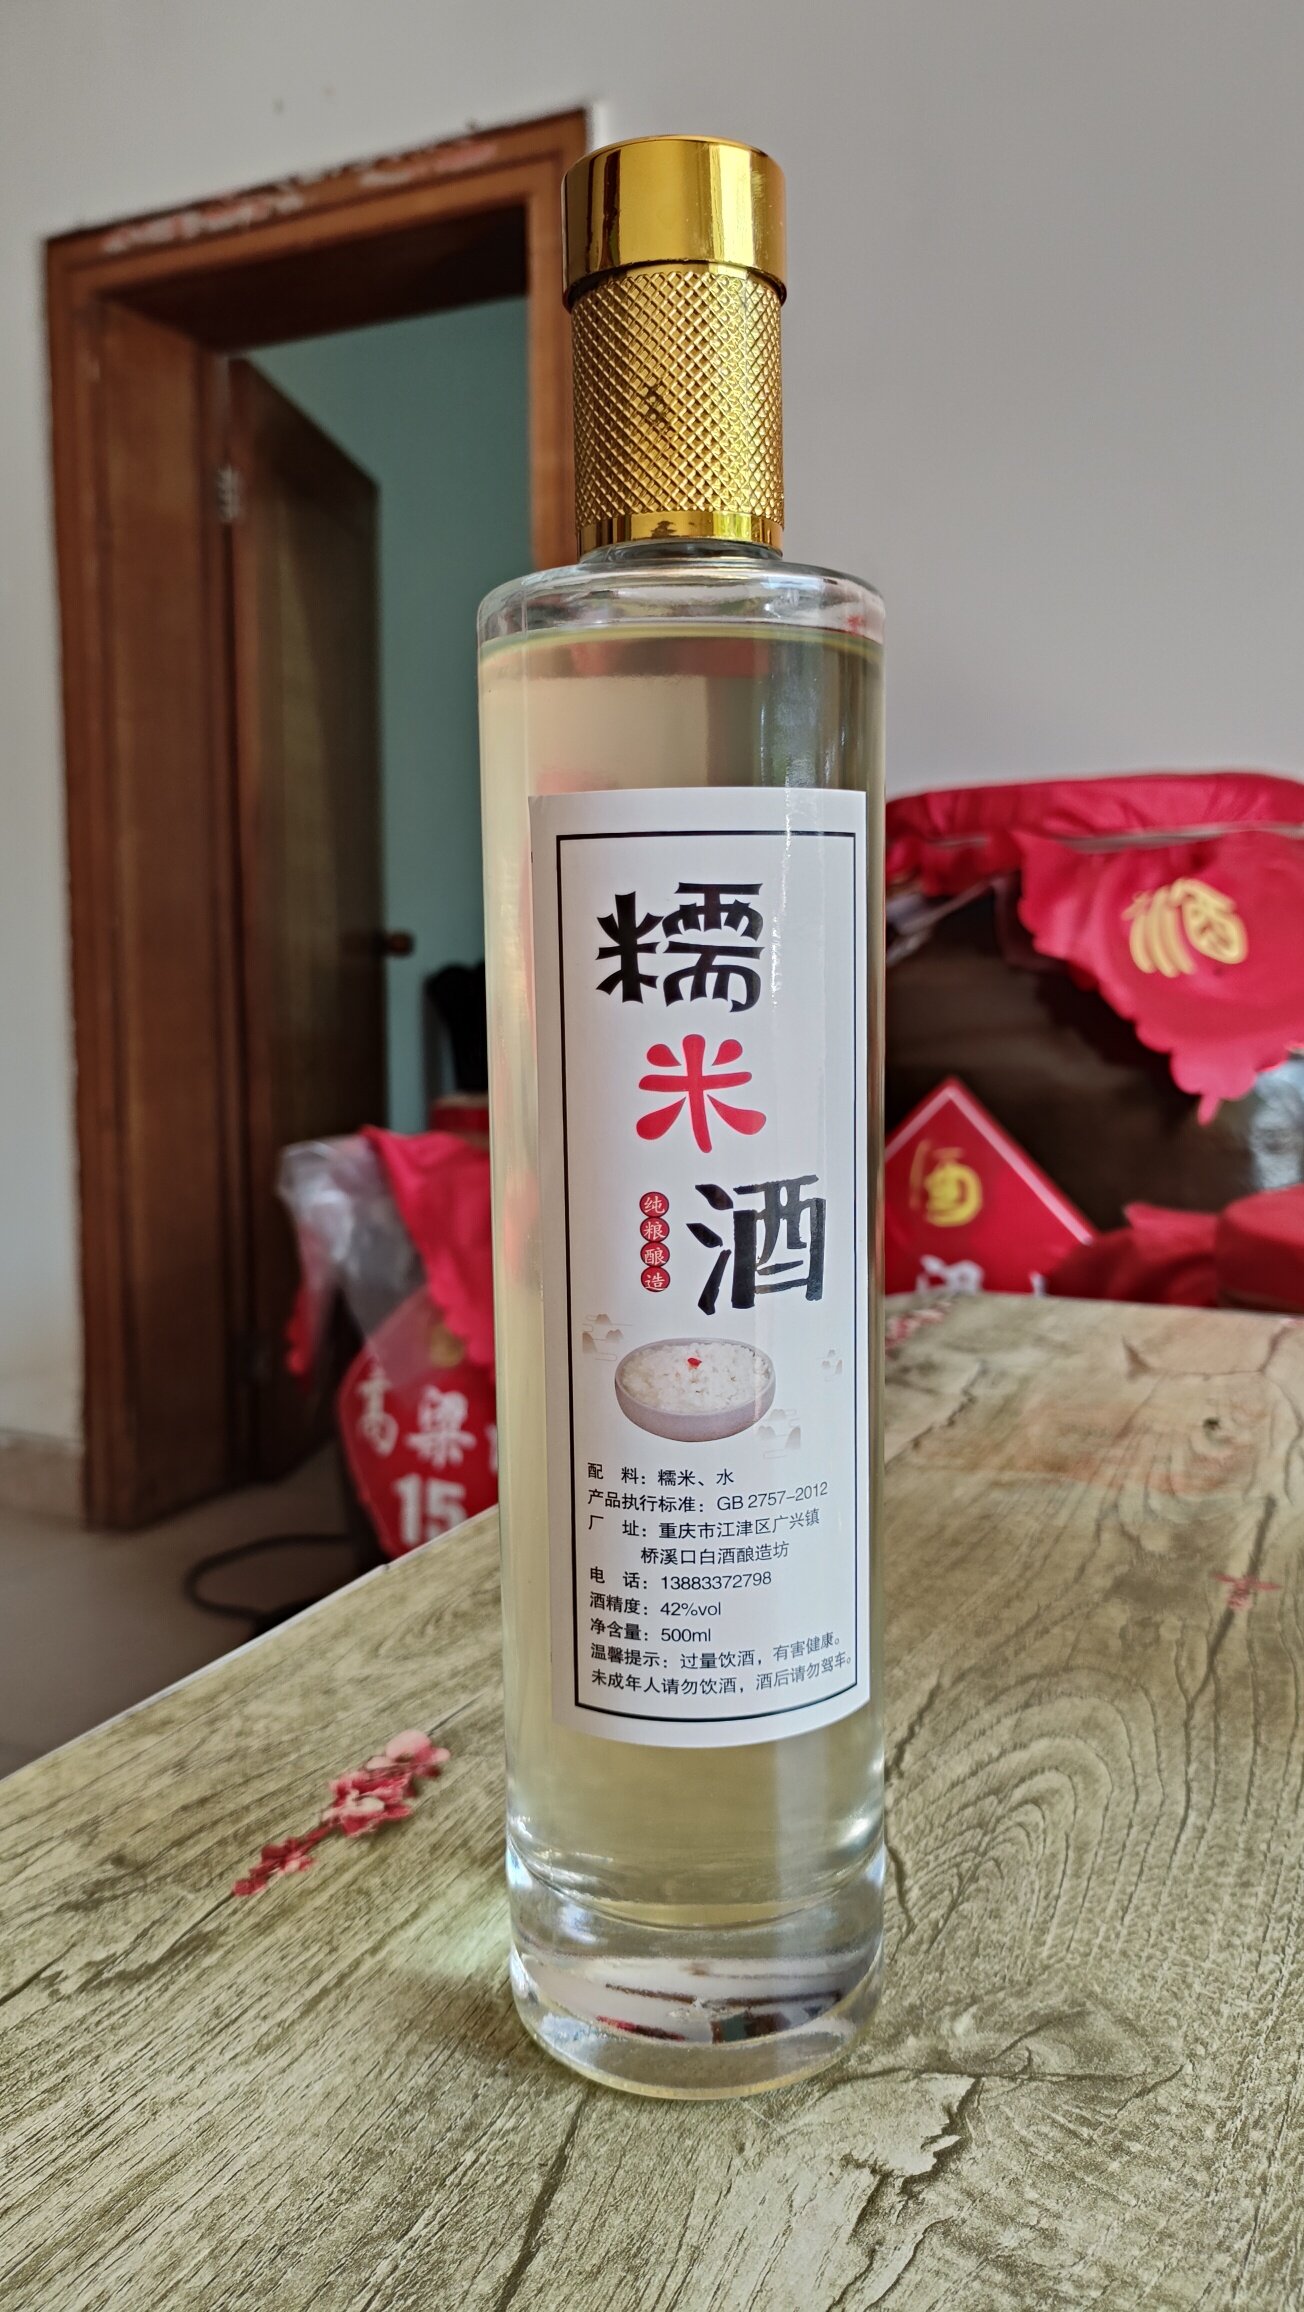 糯
米
酒
纯粮酿造
配 料：糯米、水
产品执行标准：GB 2757-2012
厂 址：重庆市江津区广兴镇
桥溪口白酒酿造坊
电 话：13883372798
酒精度：42%vol
净含量：500ml
温馨提示：过量饮酒，有害健康。
未成年人请勿饮酒，酒后请勿驾车。
酒
酒
高粱
15